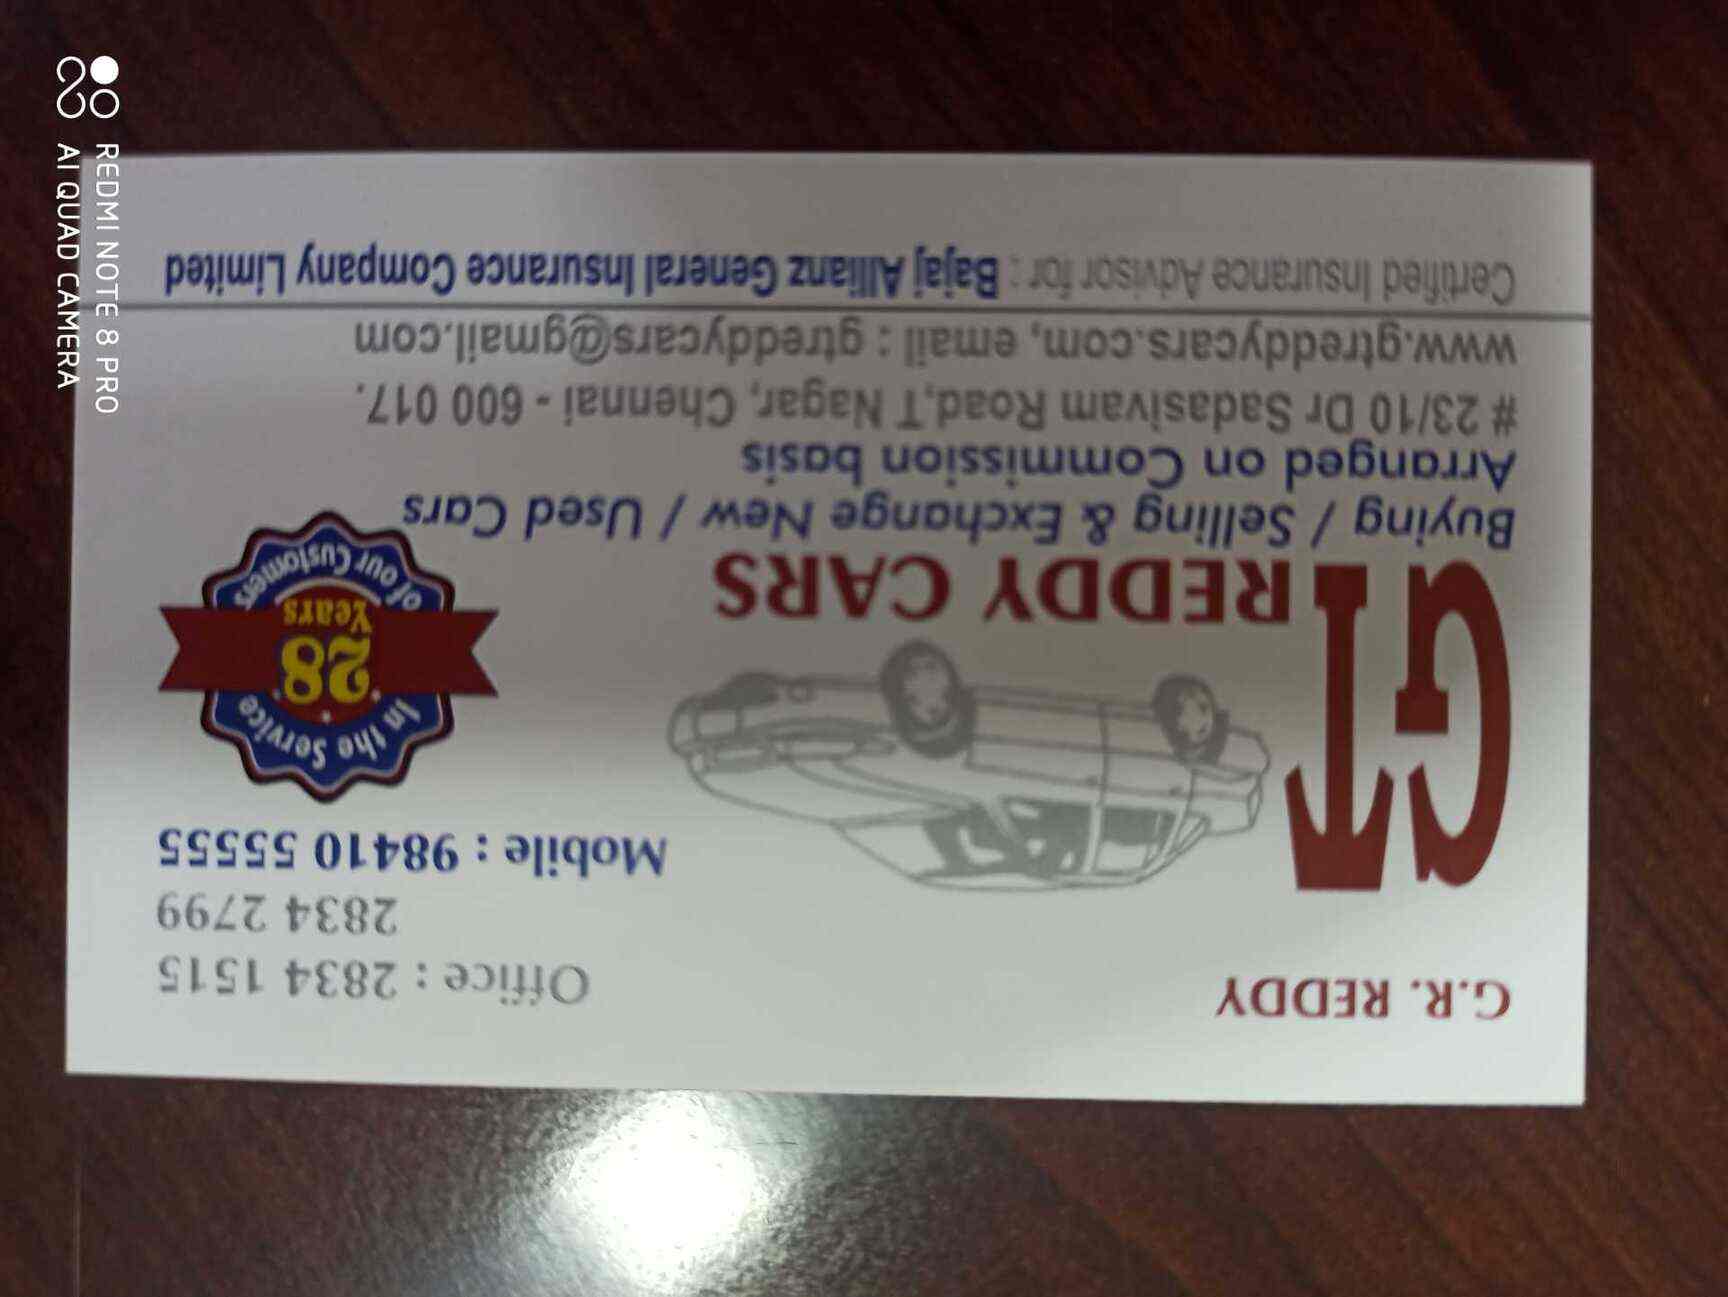 G.R. REDDY
Office : 2834 1515
2834 2799
Mobile : 98410 55555
GT REDDY CARS
In the Service
28
Years
of our Customers
Buying / Selling & Exchange New / Used Cars
Arranged on Commission basis
# 23/10 Dr Sadasivam Road,T Nagar, Chennai - 600 017.
www.gtreddycars.com, email : gtreddycars@gmail.com
Certified Insurance Advisor for : Bajaj Allianz General Insurance Company Limited
REDMI NOTE 8 PRO
AI QUAD CAMERA